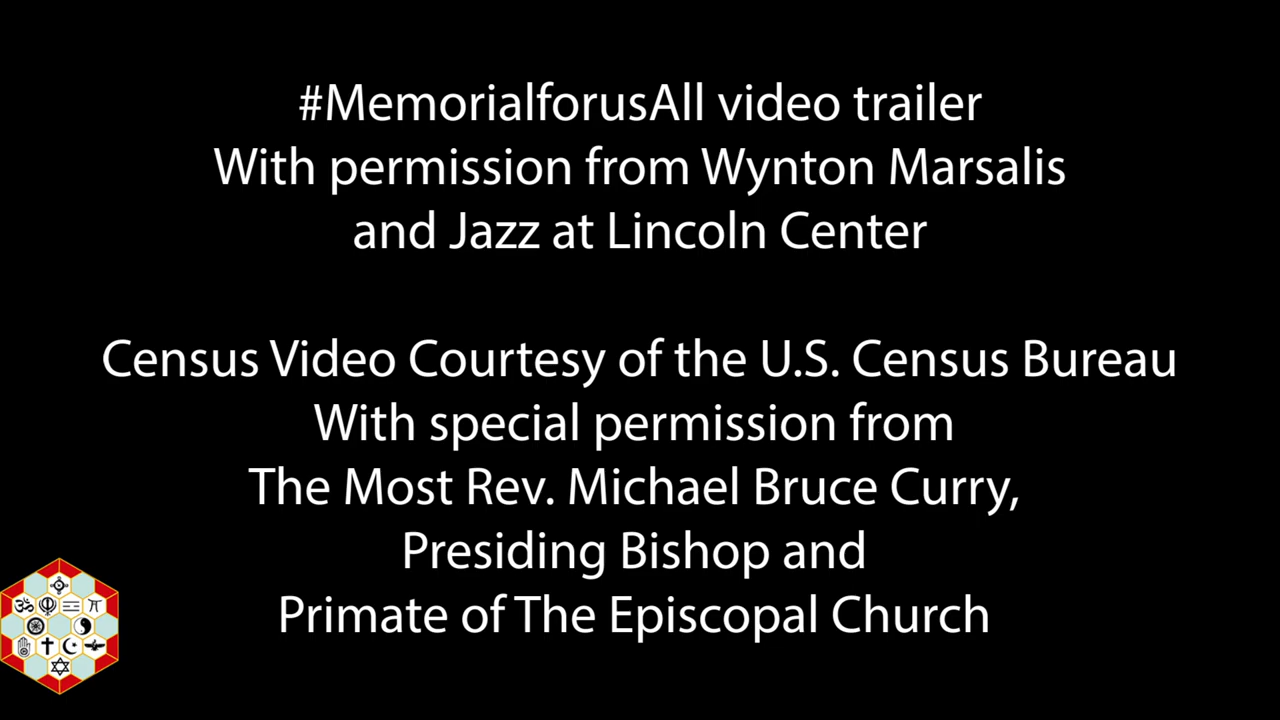 #MemorialforusAll video trailer
With permission from Wynton Marsalis
and Jazz at Lincoln Center
Census Video Courtesy of the U.S. Census Bureau
With special permission from
The Most Rev. Michael Bruce Curry,
Presiding Bishop and
Primate of The Episcopal Church